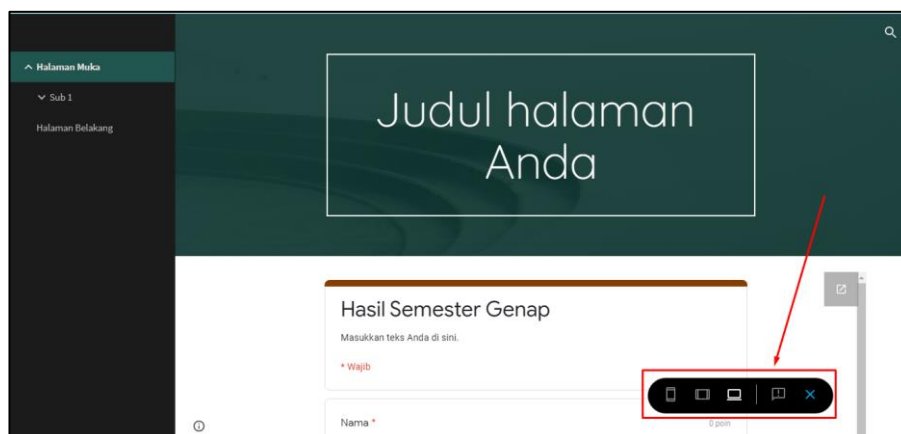 Halaman Muka
Sub 1
Halaman Belakang
Judul halaman
Anda
Hasil Semester Genap
Masukkan teks Anda di sini.
* Wajib
Nama *
0 poin